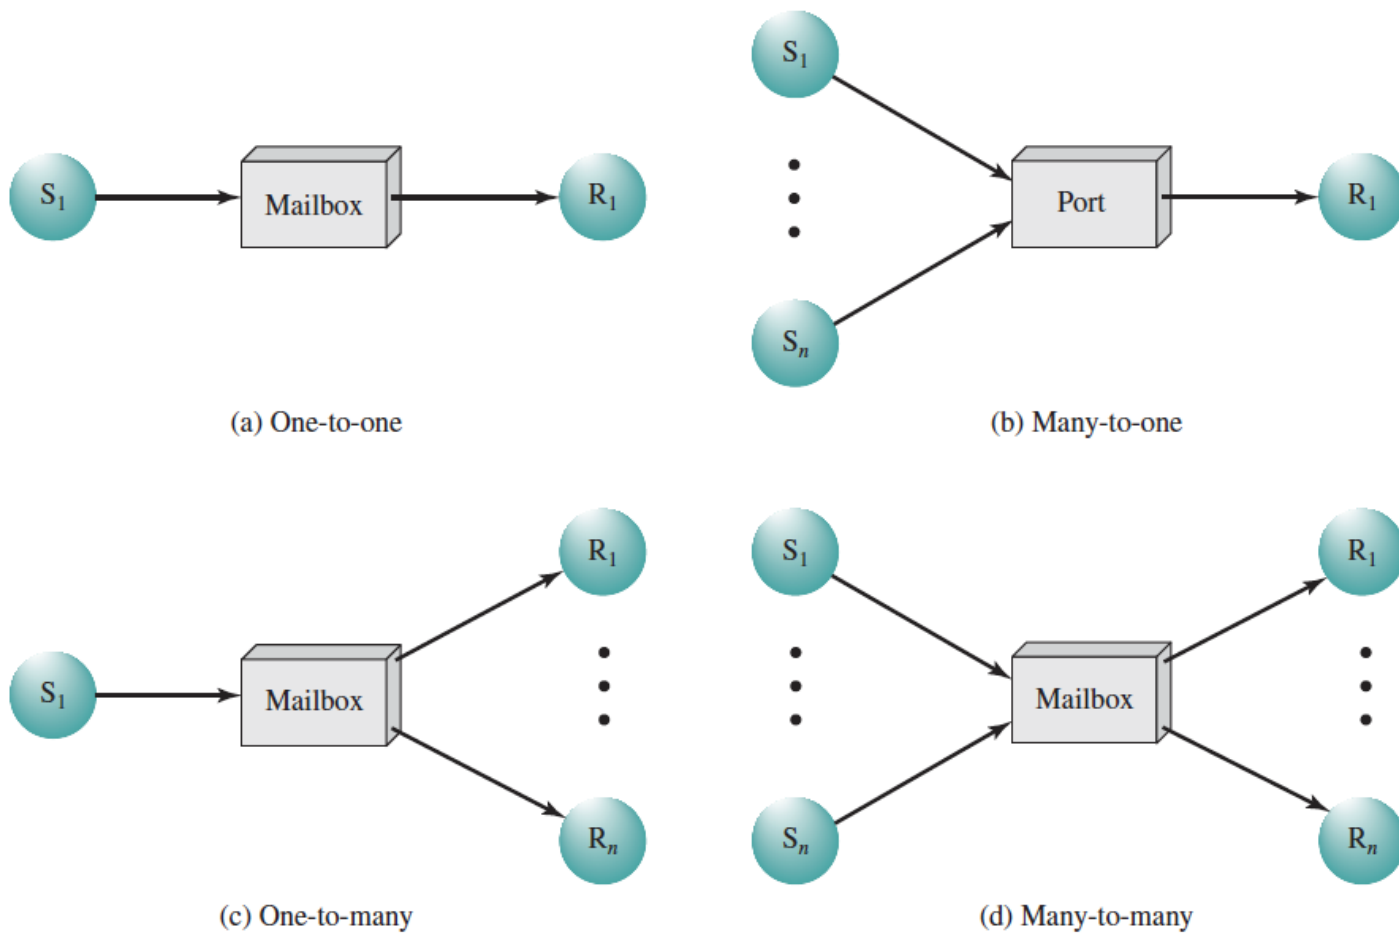 S1
Mailbox
R1
(a) One-to-one
S1
Sn
Port
R1
(b) Many-to-one
S1
Mailbox
R1
Rn
(c) One-to-many
S1
Sn
Mailbox
R1
Rn
(d) Many-to-many